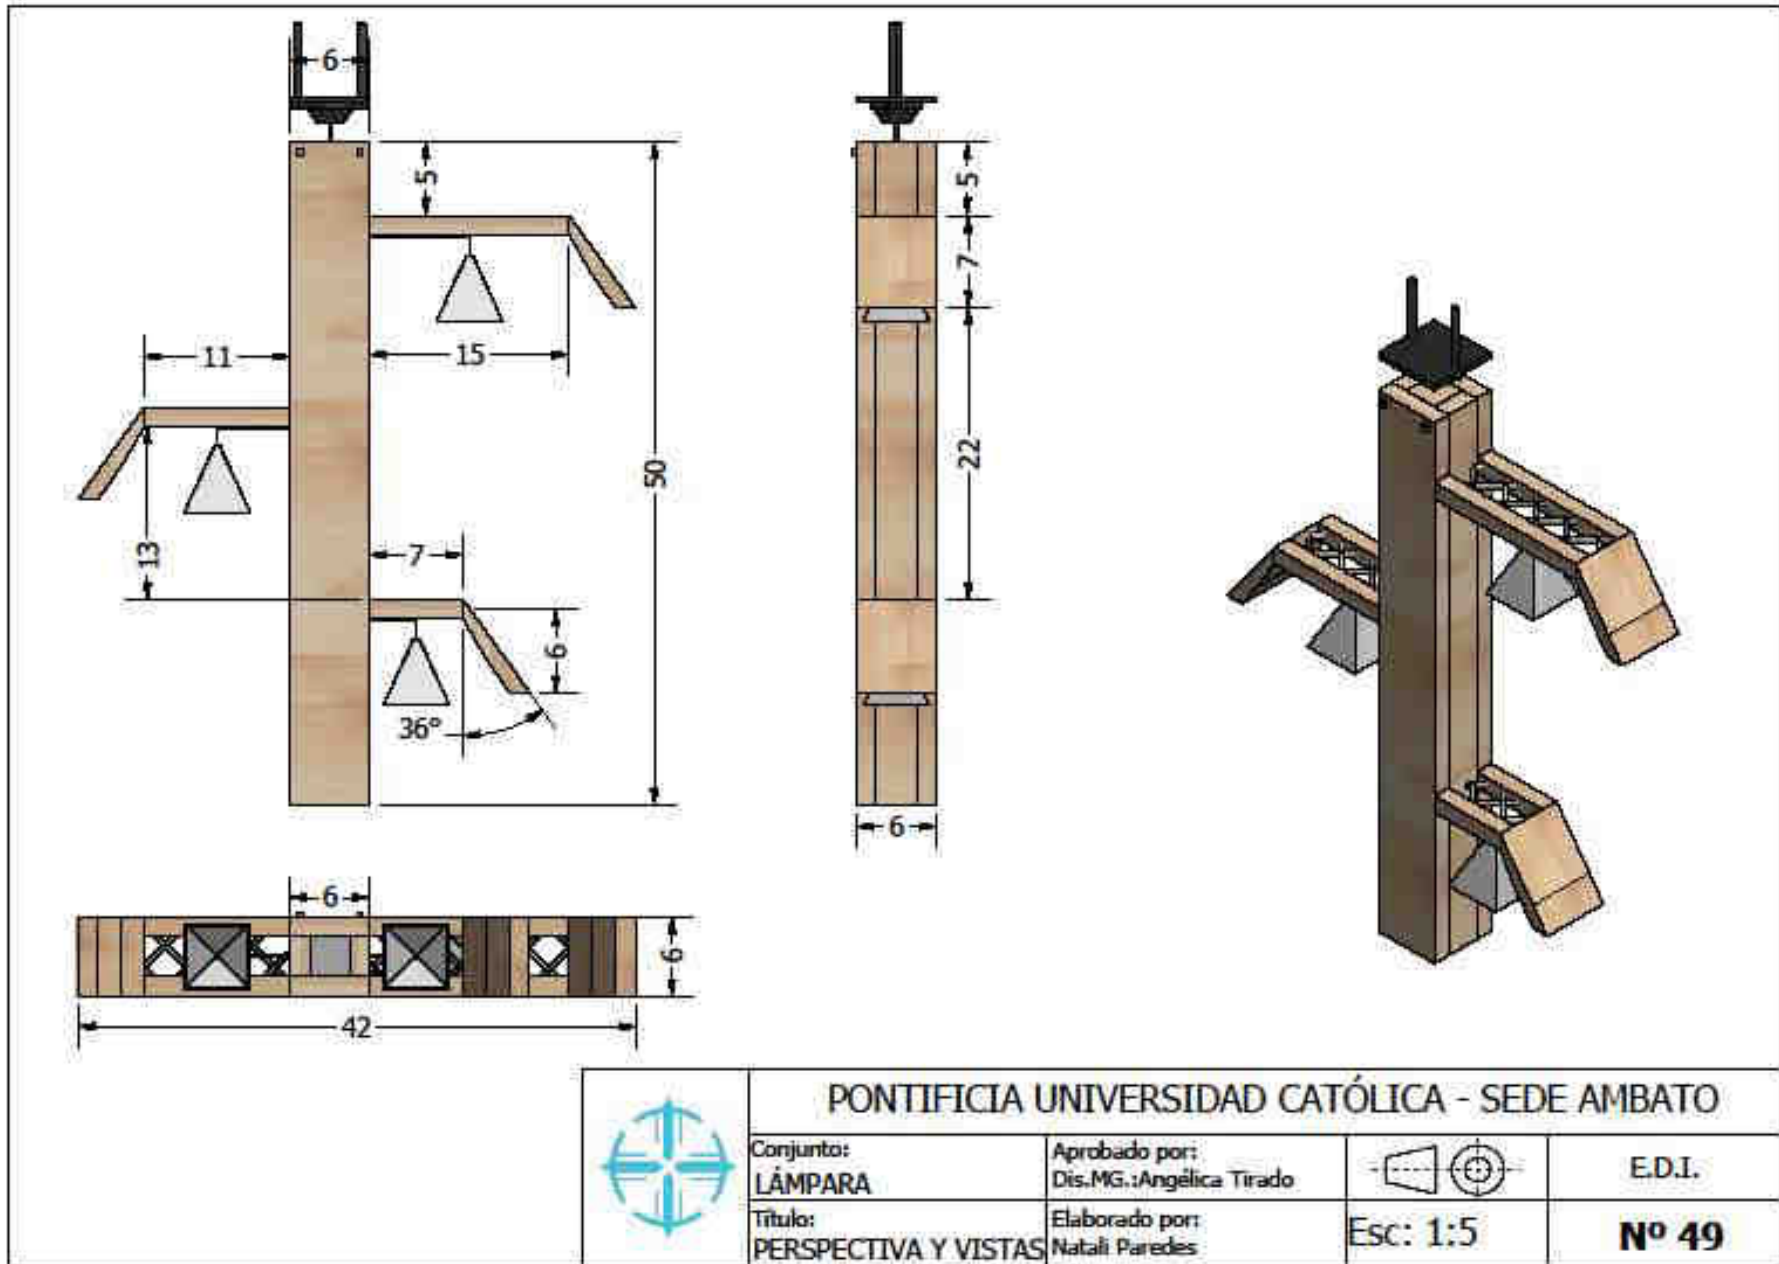 6
5
5
7
11
15
22
50
13
7
6
36°
6
6
6
42
PONTIFICIA UNIVERSIDAD CATÓLICA - SEDE AMBATO
Conjunto:
LÁMPARA
Aprobado por:
Dis.MG.:Angélica Tirado
E.D.I.
Título:
PERSPECTIVA Y VISTAS
Elaborado por:
Natali Paredes
Esc: 1:5
Nº 49